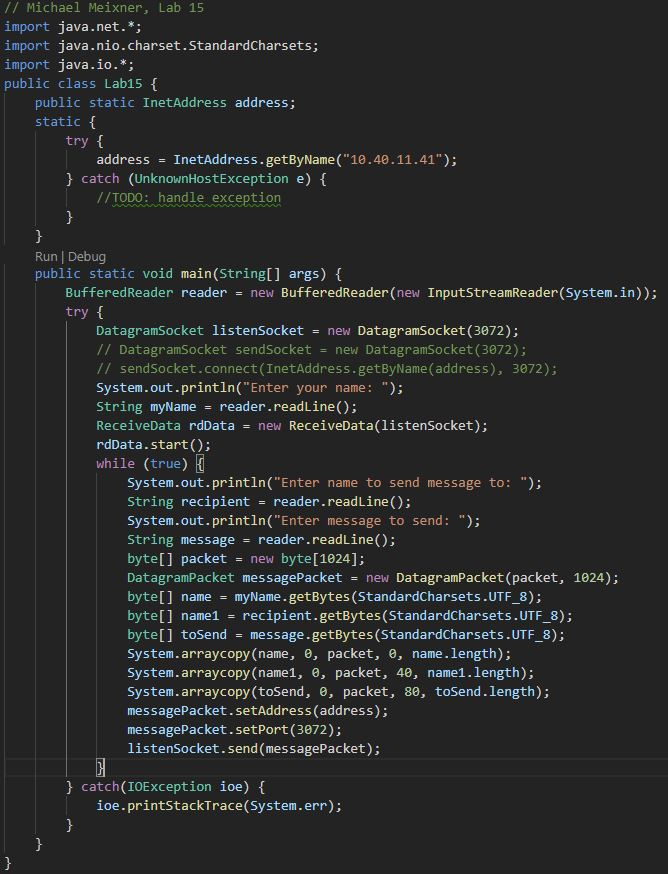 // Michael Meixner, Lab 15
import java.net.*;
import java.nio.charset.StandardCharsets;
import java.io.*;
public class Lab15 {
    public static InetAddress address;
    static {
        try {
            address = InetAddress.getByName("10.40.11.41");
        } catch (UnknownHostException e) {
            //TODO: handle exception
        }
    }
    Run | Debug
    public static void main(String[] args) {
        BufferedReader reader = new BufferedReader(new InputStreamReader(System.in));
        try {
            DatagramSocket listenSocket = new DatagramSocket(3072);
            // DatagramSocket sendSocket = new DatagramSocket(3072);
            // sendSocket.connect(InetAddress.getByName(address), 3072);
            System.out.println("Enter your name: ");
            String myName = reader.readLine();
            ReceiveData rdData = new ReceiveData(listenSocket);
            rdData.start();
            while (true) {
                System.out.println("Enter name to send message to: ");
                String recipient = reader.readLine();
                System.out.println("Enter message to send: ");
                String message = reader.readLine();
                byte[] packet = new byte[1024];
                DatagramPacket messagePacket = new DatagramPacket(packet, 1024);
                byte[] name = myName.getBytes(StandardCharsets.UTF_8);
                byte[] name1 = recipient.getBytes(StandardCharsets.UTF_8);
                byte[] toSend = message.getBytes(StandardCharsets.UTF_8);
                System.arraycopy(name, 0, packet, 0, name.length);
                System.arraycopy(name1, 0, packet, 40, name1.length);
                System.arraycopy(toSend, 0, packet, 80, toSend.length);
                messagePacket.setAddress(address);
                messagePacket.setPort(3072);
                listenSocket.send(messagePacket);
            }
        } catch(IOException ioe) {
            ioe.printStackTrace(System.err);
        }
    }
}